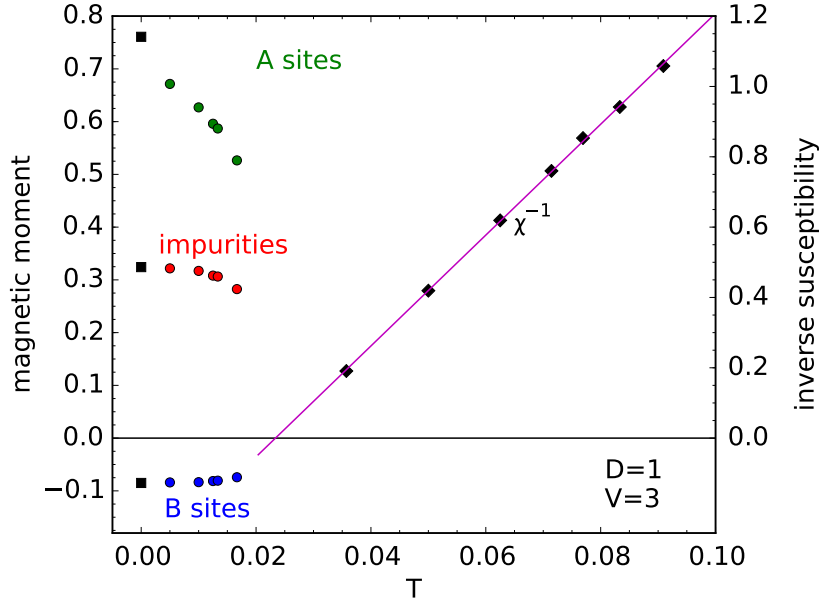 0.8
0.7
0.6
0.5
0.4
0.3
0.2
0.1
0.0
−0.1
magnetic moment
A sites
impurities
B sites
χ⁻¹
D=1
V=3
1.2
1.0
0.8
0.6
0.4
0.2
0.0
inverse susceptibility
0.00 0.02 0.04 0.06 0.08 0.10
T